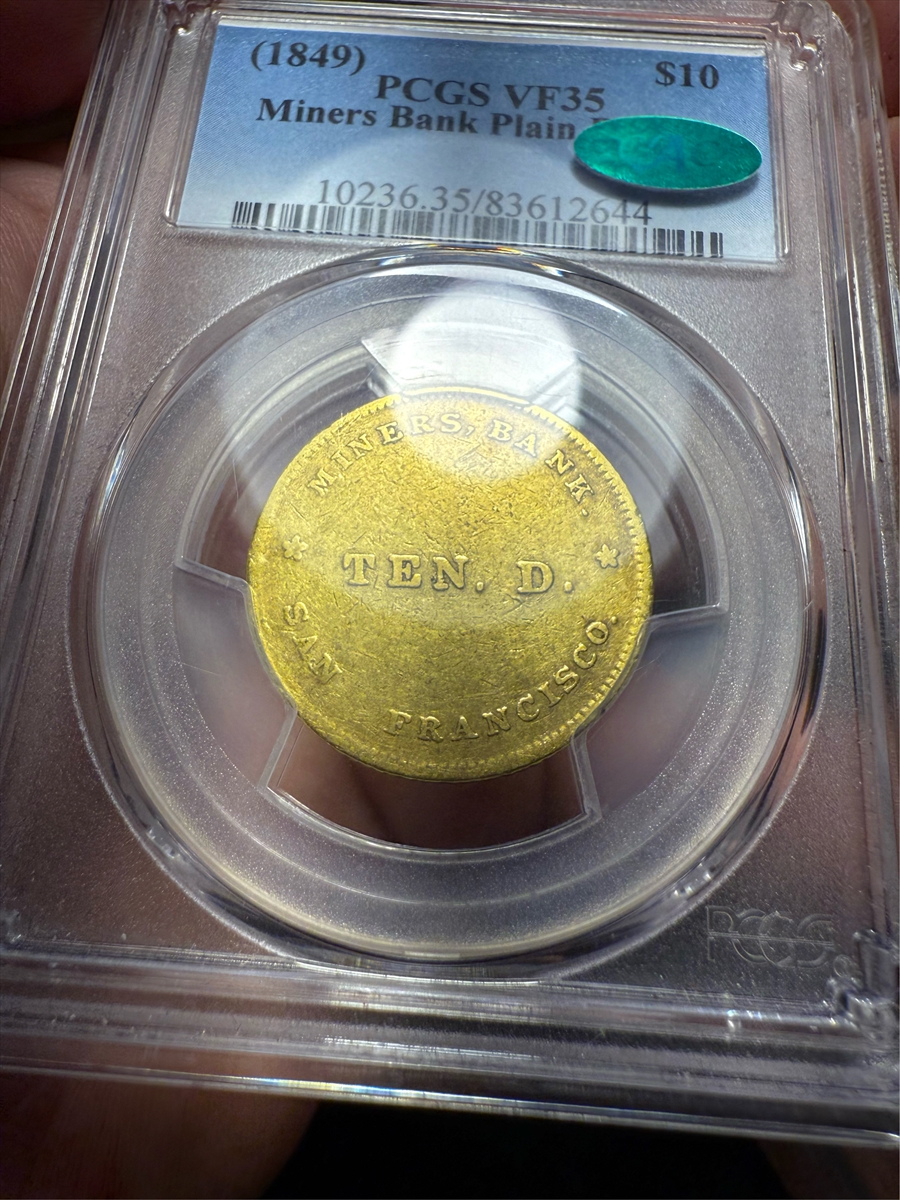 (1849)
$10
PCGS VF35
Miners Bank Plain
10236.35/83612644
MINERS, BANK.
TEN. D.
SAN
FRANCISCO.
PCGS